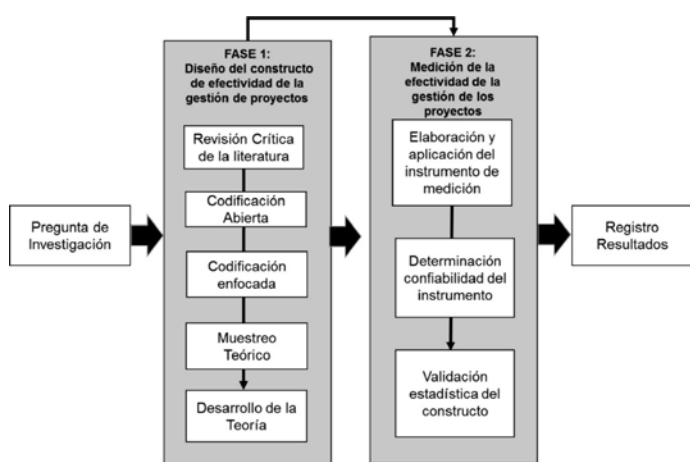 Pregunta de
Investigación
FASE 1:
Diseño del constructo
de efectividad de la
gestión de proyectos
Revisión Crítica
de la literatura
Codificación
Abierta
Codificación
enfocada
Muestreo
Teórico
Desarrollo de la
Teoría
FASE 2:
Medición de la
efectividad de la
gestión de los
proyectos
Elaboración y
aplicación del
instrumento de
medición
Determinación
confiabilidad del
instrumento
Validación
estadística del
constructo
Registro
Resultados